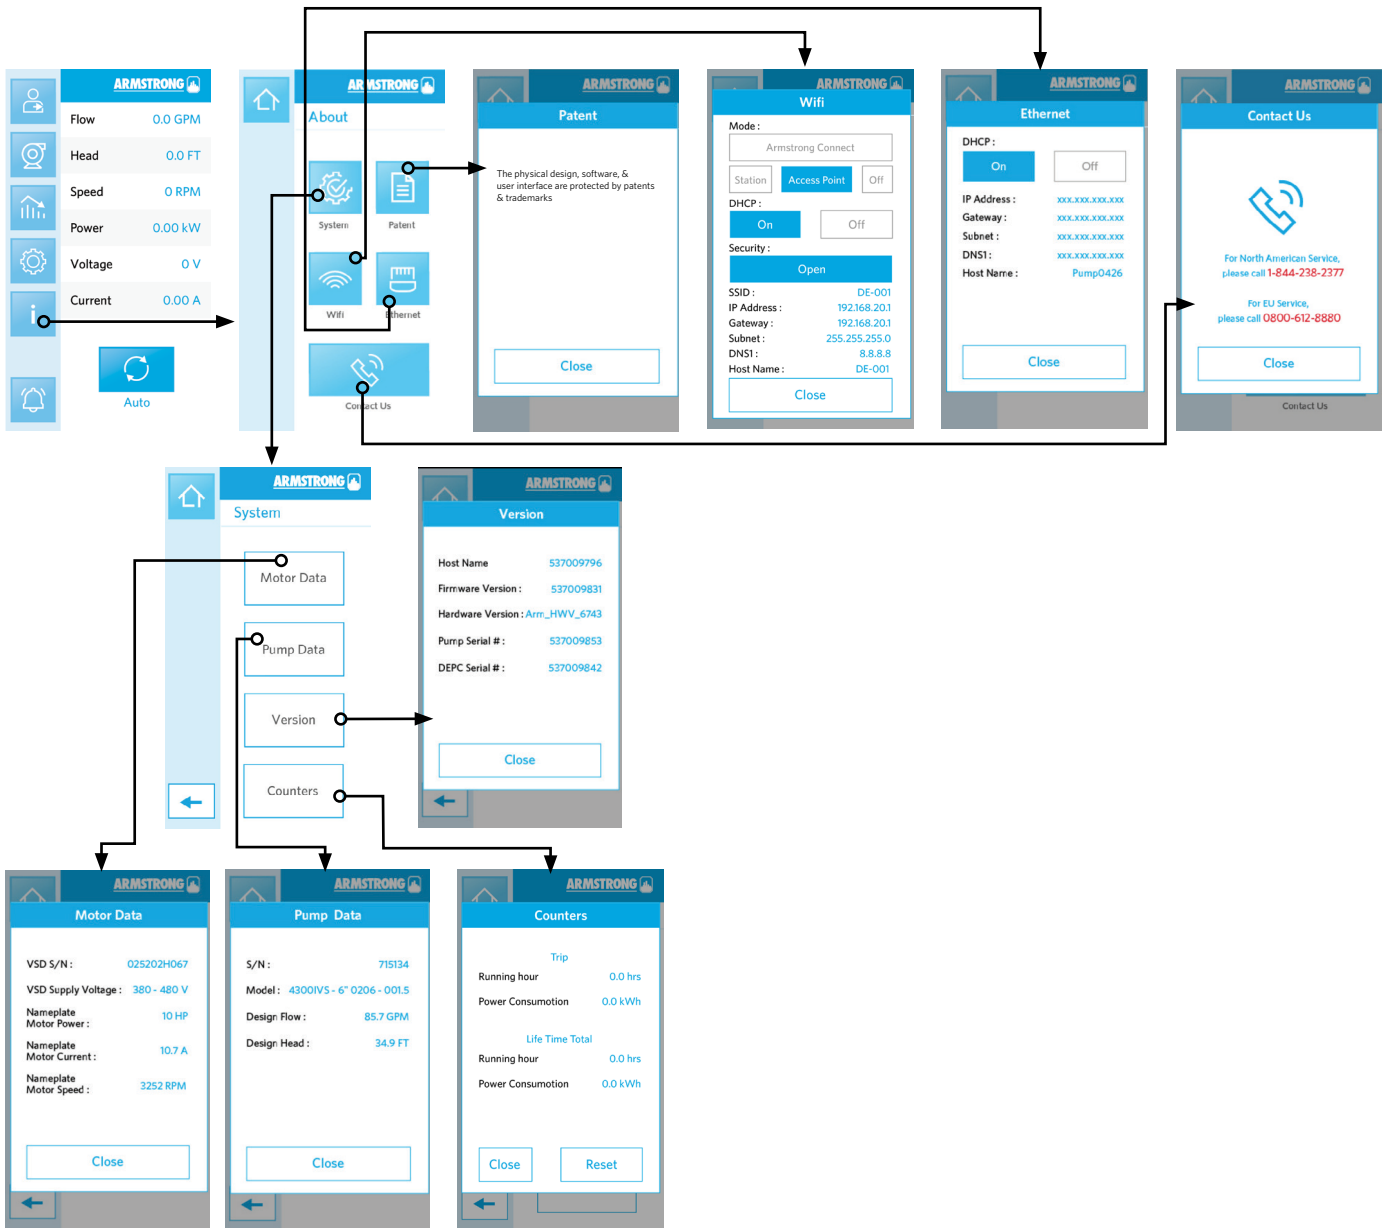 ARMSTRONG
Flow 0.0 GPM
Head 0.0 FT
Speed 0 RPM
Power 0.00 kW
Voltage 0 V
Current 0.00 A
i
Auto
ARMSTRONG
About
System Patent
Wifi Ethernet
Contact Us
ARMSTRONG
Patent
The physical design, software, &
user interface are protected by patents
& trademarks
Close
ARMSTRONG
Wifi
Mode :
Armstrong Connect
Station Access Point Off
DHCP :
On Off
Security :
Open
SSID : DE-001
IP Address : 192.168.20.1
Gateway : 192.168.20.1
Subnet : 255.255.255.0
DNS1 : 8.8.8.8
Host Name : DE-001
Close
ARMSTRONG
Ethernet
DHCP :
On Off
IP Address : xxx.xxx.xxx.xxx
Gateway : xxx.xxx.xxx.xxx
Subnet : xxx.xxx.xxx.xxx
DNS1 : xxx.xxx.xxx.xxx
Host Name : Pump0426
Close
ARMSTRONG
Contact Us
For North American Service,
please call 1-844-238-2377
For EU Service,
please call 0800-612-8880
Close
Contact Us
ARMSTRONG
System
Motor Data
Pump Data
Version
Counters
ARMSTRONG
Version
Host Name 537009796
Firmware Version : 537009831
Hardware Version : Arm_HWV_6743
Pump Serial # : 537009853
DEPC Serial # : 537009842
Close
ARMSTRONG
Motor Data
VSD S/N : 025202H067
VSD Supply Voltage : 380 - 480 V
Nameplate
Motor Power : 10 HP
Nameplate
Motor Current : 10.7 A
Nameplate
Motor Speed : 3252 RPM
Close
ARMSTRONG
Pump Data
S/N : 715134
Model : 4300IVS - 6" 0206 - 001.5
Design Flow : 85.7 GPM
Design Head : 34.9 FT
Close
ARMSTRONG
Counters
Trip
Running hour 0.0 hrs
Power Consumotion 0.0 kWh
Life Time Total
Running hour 0.0 hrs
Power Consumotion 0.0 kWh
Close Reset